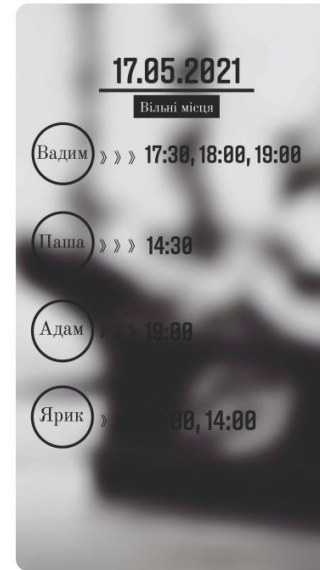 17.05.2021
Вільні місця
Вадим 》》》 17:30, 18:00, 19:00
Паша 》》》 14:30
Адам 》》》 19:00
Ярик 14:00